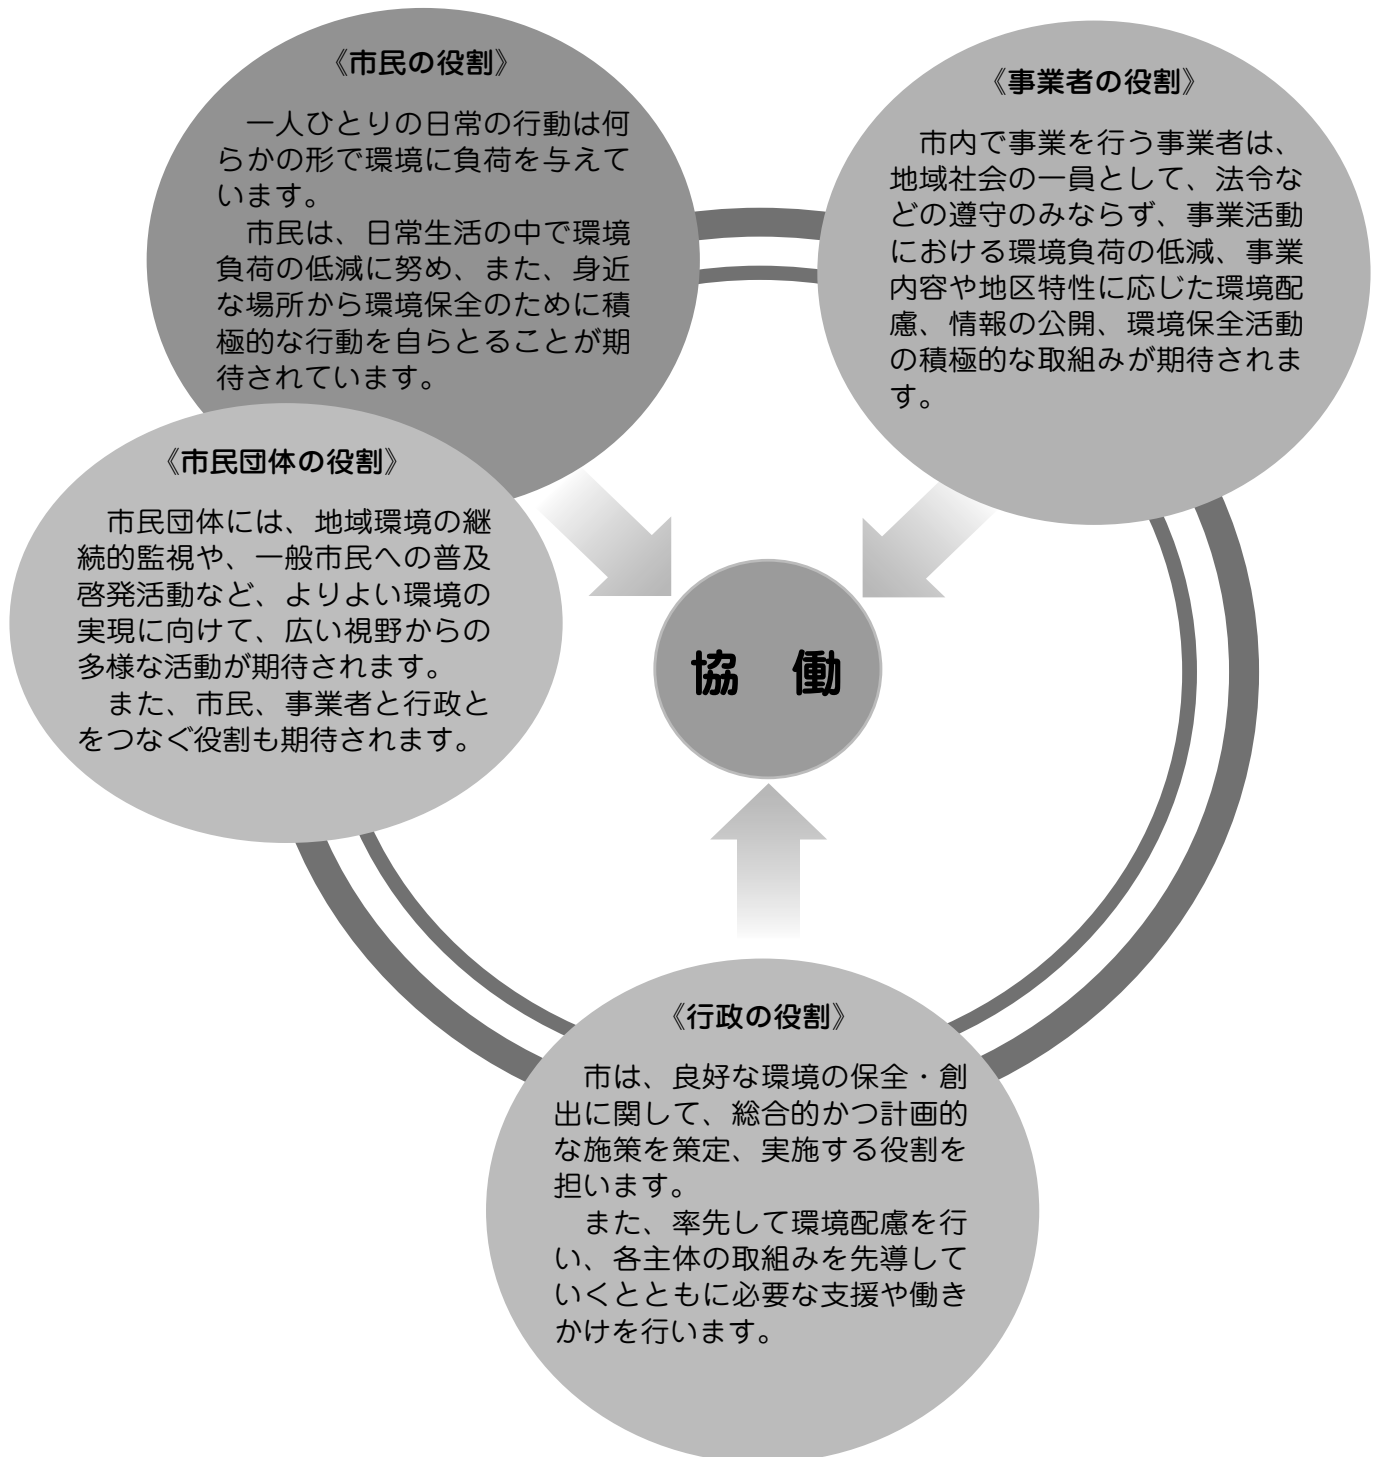 《市民の役割》
　一人ひとりの日常の行動は何
らかの形で環境に負荷を与えて
います。
　市民は、日常生活の中で環境
負荷の低減に努め、また、身近
な場所から環境保全のために積
極的な行動を自らとることが期
待されています。
《事業者の役割》
　市内で事業を行う事業者は、
地域社会の一員として、法令な
どの遵守のみならず、事業活動
における環境負荷の低減、事業
内容や地区特性に応じた環境配
慮、情報の公開、環境保全活動
の積極的な取組みが期待されま
す。
《市民団体の役割》
　市民団体には、地域環境の継
続的監視や、一般市民への普及
啓発活動など、よりよい環境の
実現に向けて、広い視野からの
多様な活動が期待されます。
　また、市民、事業者と行政と
をつなぐ役割も期待されます。
協　働
《行政の役割》
　市は、良好な環境の保全・創
出に関して、総合的かつ計画的
な施策を策定、実施する役割を
担います。
　また、率先して環境配慮を行
い、各主体の取組みを先導して
いくとともに必要な支援や働き
かけを行います。